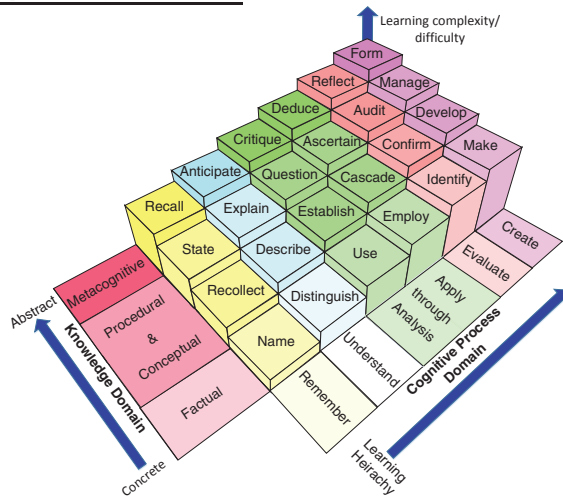 Learning complexity/
difficulty
Form
Reflect
Manage
Deduce
Audit
Develop
Critique
Ascertain
Confirm
Make
Anticipate
Question
Cascade
Identify
Recall
Explain
Establish
Employ
Create
State
Describe
Use
Evaluate
Metacognitive
Recollect
Distinguish
Apply
through
Analysis
Abstract
Procedural
&
Conceptual
Name
Understand
Cognitive Process
Domain
Knowledge Domain
Factual
Remember
Concrete
Learning
Heirachy